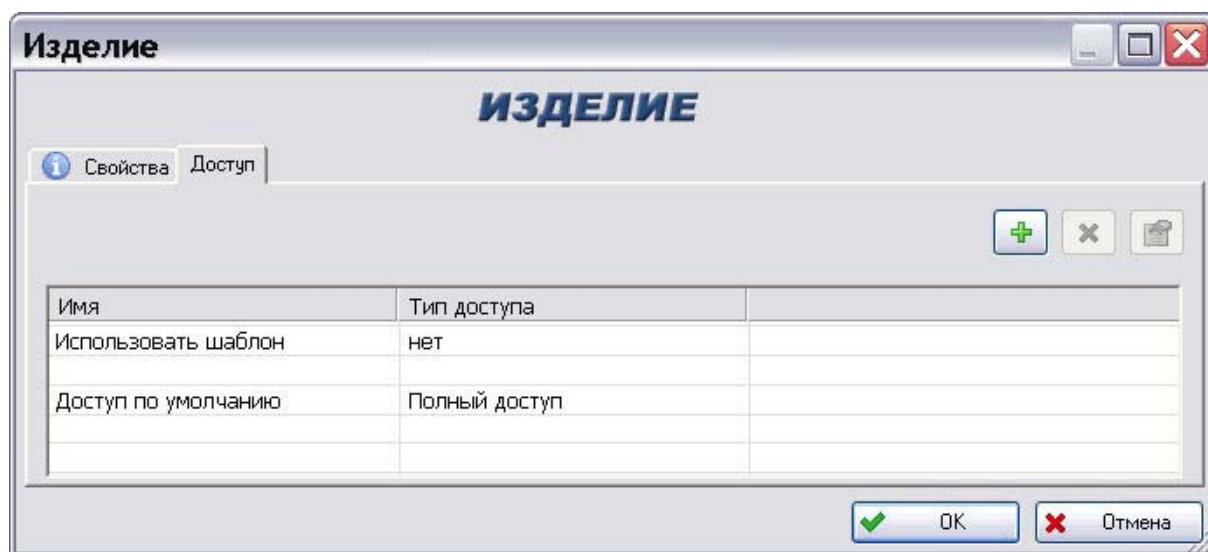 Изделие
ИЗДЕЛИЕ
Свойства Доступ
Имя Тип доступа
Использовать шаблон нет
Доступ по умолчанию Полный доступ
OK Отмена